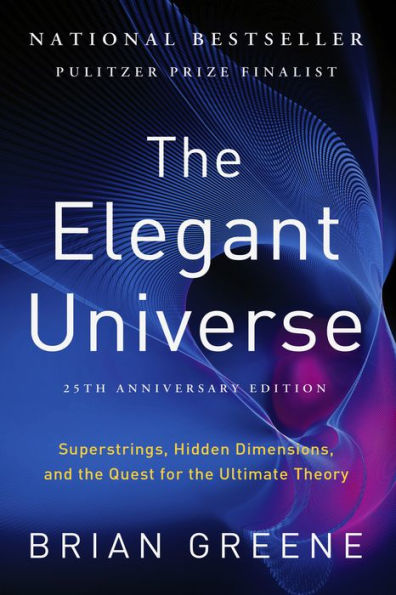 NATIONAL BESTSELLER
PULITZER PRIZE FINALIST
The
Elegant
Universe
25TH ANNIVERSARY EDITION
Superstrings, Hidden Dimensions,
and the Quest for the Ultimate Theory
BRIAN GREENE